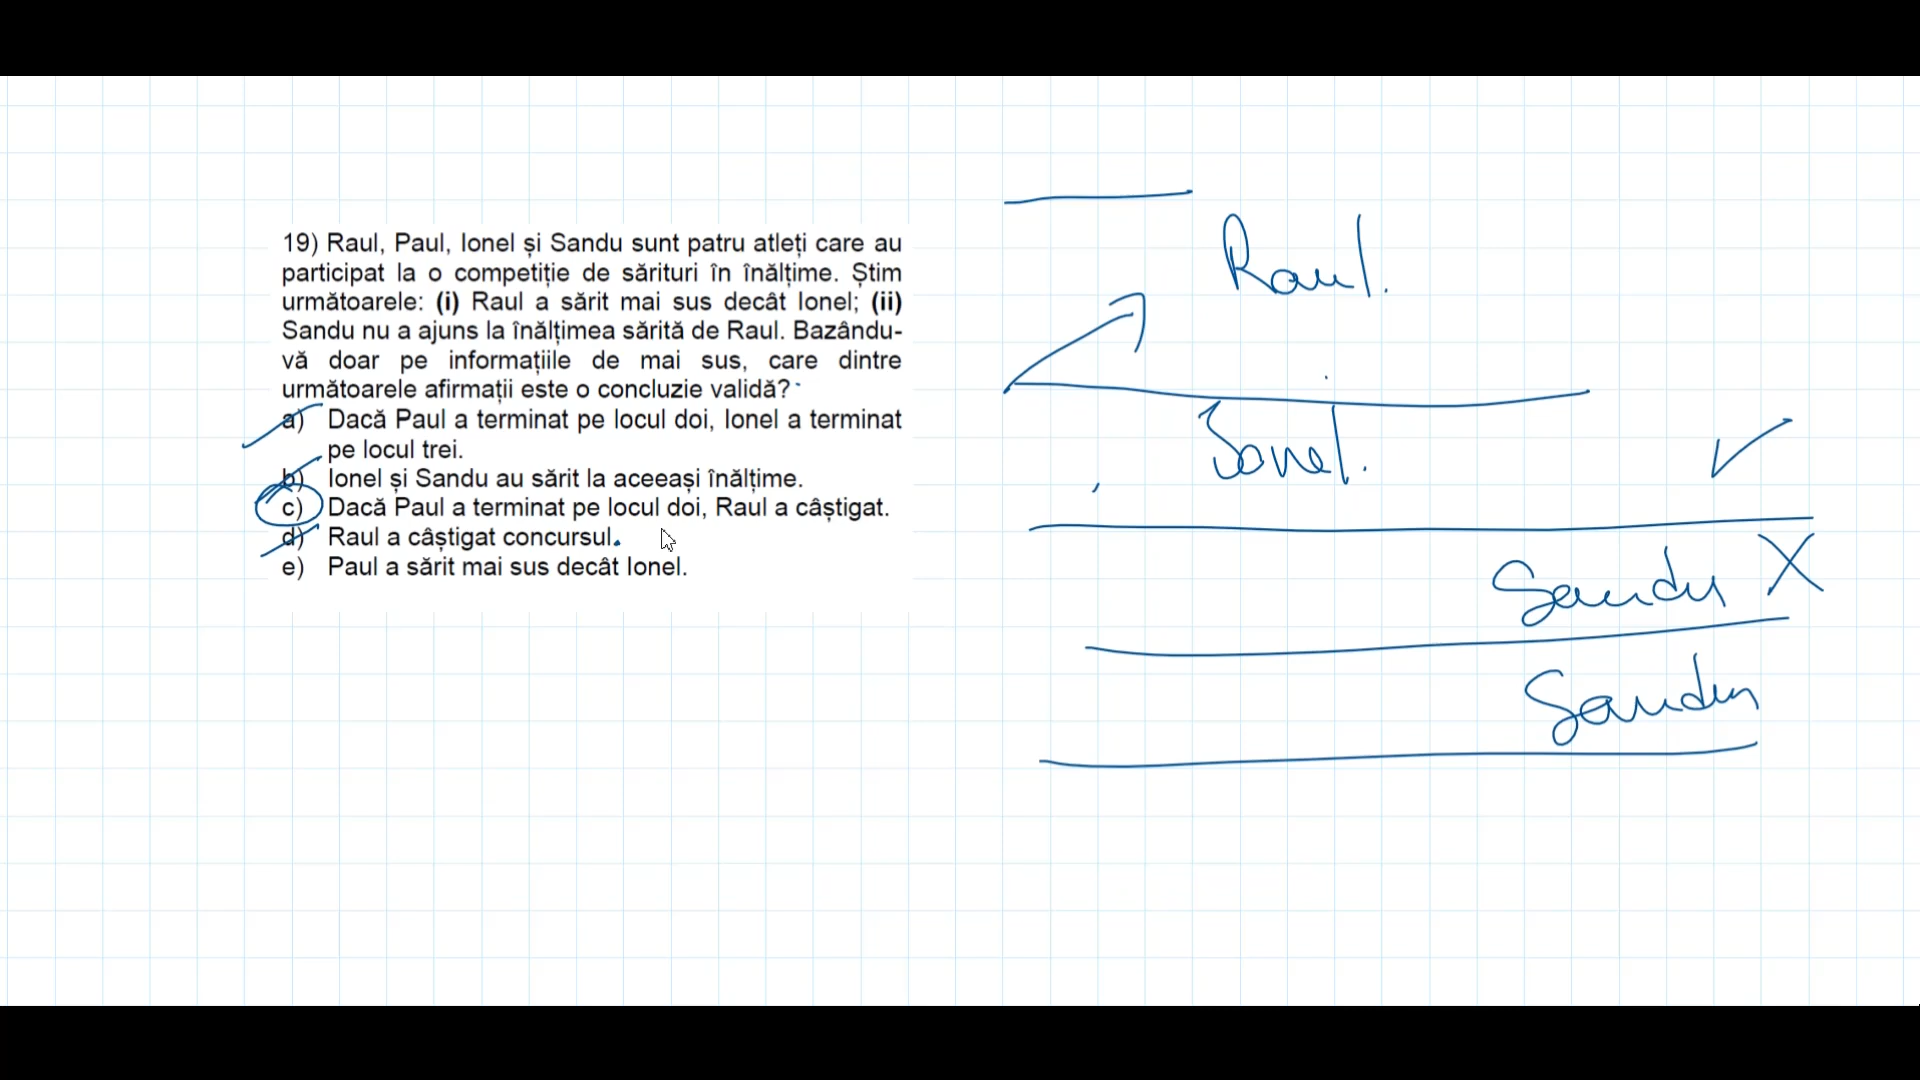 19) Raul, Paul, Ionel și Sandu sunt patru atleți care au
participat la o competiție de sărituri în înălțime. Știm
următoarele: (i) Raul a sărit mai sus decât Ionel; (ii)
Sandu nu a ajuns la înălțimea sărită de Raul. Bazându-
vă doar pe informațiile de mai sus, care dintre
următoarele afirmații este o concluzie validă?
a) Dacă Paul a terminat pe locul doi, Ionel a terminat
pe locul trei.
b) Ionel și Sandu au sărit la aceeași înălțime.
c) Dacă Paul a terminat pe locul doi, Raul a câștigat.
d) Raul a câștigat concursul.
e) Paul a sărit mai sus decât Ionel.
Raul.
Ionel.
Sandu X
Sandu